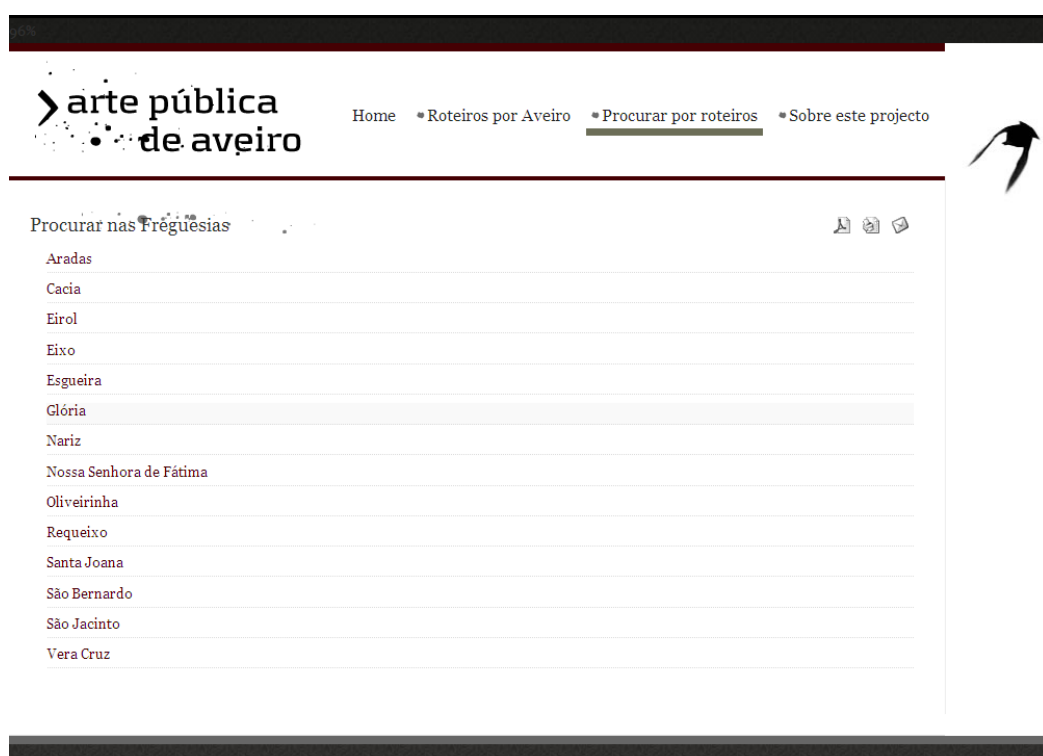 96%
arte pública
de aveiro
Home Roteiros por Aveiro Procurar por roteiros Sobre este projecto
Procurar nas Freguesias
Aradas
Cacia
Eirol
Eixo
Esgueira
Glória
Nariz
Nossa Senhora de Fátima
Oliveirinha
Requeixo
Santa Joana
São Bernardo
São Jacinto
Vera Cruz